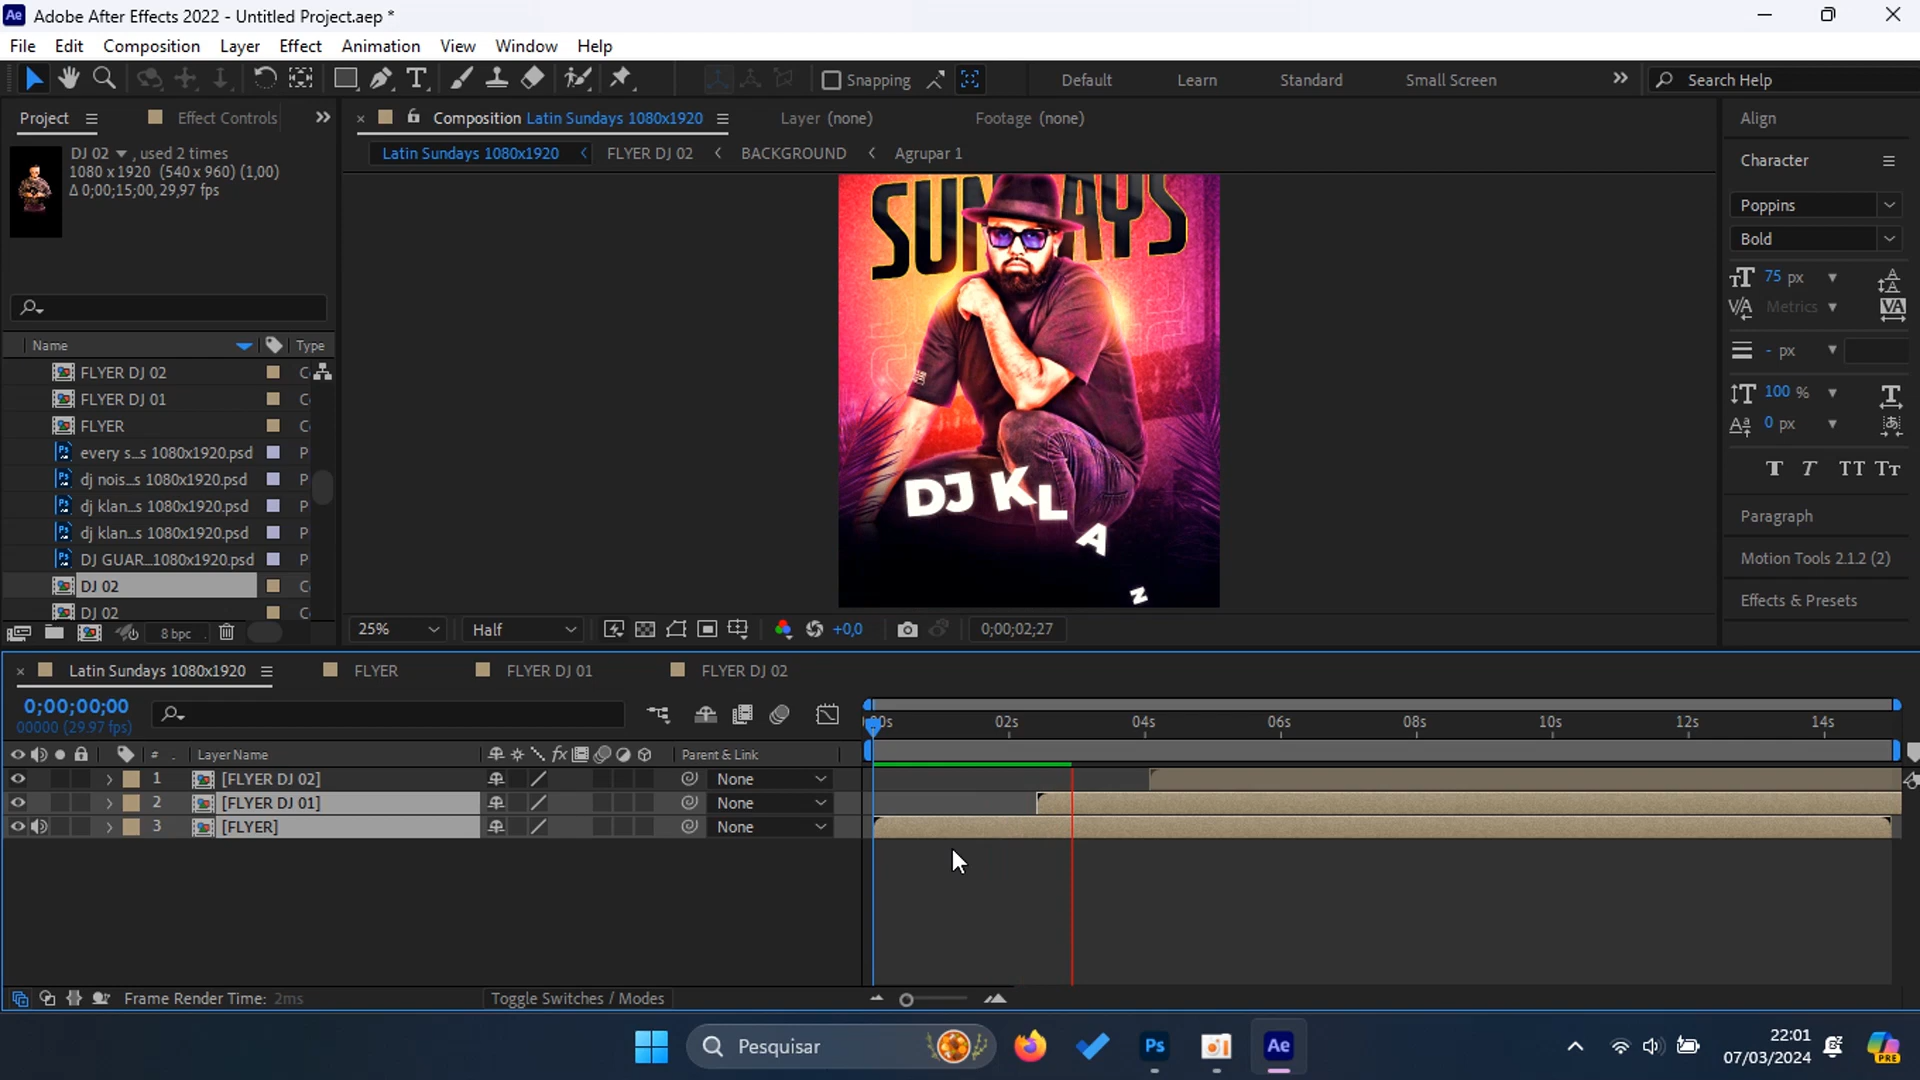 Adobe After Effects 2022 - Untitled Project.aep *
File Edit Composition Layer Effect Animation View Window Help
Snapping Default Learn Standard Small Screen Search Help
Project Effect Controls
DJ 02 , used 2 times
1080 x 1920 (540 x 960) (1,00)
Δ 0;00;15;00, 29,97 fps
Name Type
FLYER DJ 02
FLYER DJ 01
FLYER
every s...s 1080x1920.psd
dj nois...s 1080x1920.psd
dj klan...s 1080x1920.psd
dj klan...s 1080x1920.psd
DJ GUAR...1080x1920.psd
DJ 02
DJ 02
8 bpc
Composition Latin Sundays 1080x1920 Layer (none) Footage (none)
Latin Sundays 1080x1920 FLYER DJ 02 BACKGROUND Agrupar 1
SUNDAYS
DJ KLAN
25% Half +0,0 0;00;02;27
Align
Character
Poppins
Bold
75 px
Metrics
- px
100 %
0 px
Paragraph
Motion Tools 2.1.2 (2)
Effects & Presets
Latin Sundays 1080x1920 FLYER FLYER DJ 01 FLYER DJ 02
0;00;00;00
00000 (29.97 fps)
00s 02s 04s 06s 08s 10s 12s 14s
# Layer Name Parent & Link
1 [FLYER DJ 02] None
2 [FLYER DJ 01] None
3 [FLYER] None
Frame Render Time: 2ms Toggle Switches / Modes
Pesquisar
22:01
07/03/2024